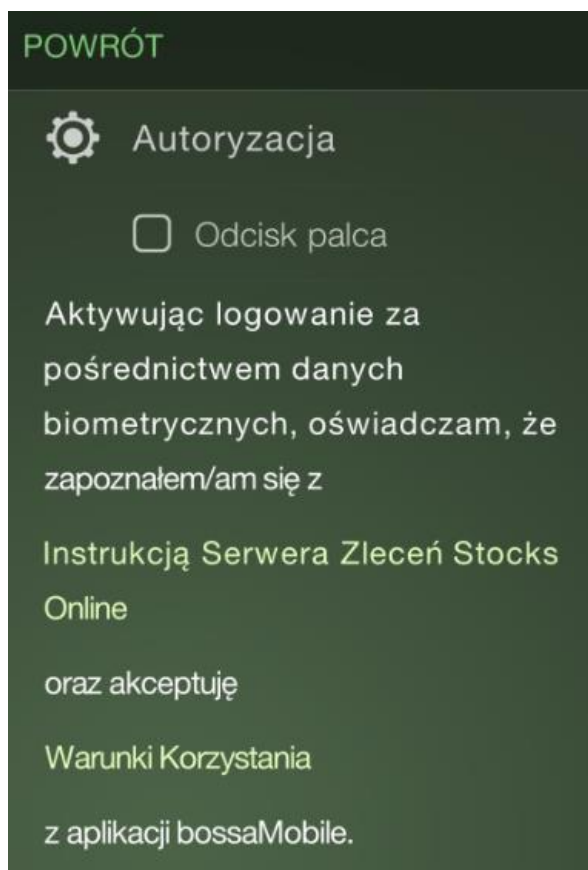 POWRÓT
Autoryzacja
Odcisk palca
Aktywując logowanie za
pośrednictwem danych
biometrycznych, oświadczam, że
zapoznałem/am się z
Instrukcją Serwera Zleceń Stocks
Online
oraz akceptuję
Warunki Korzystania
z aplikacji bossaMobile.